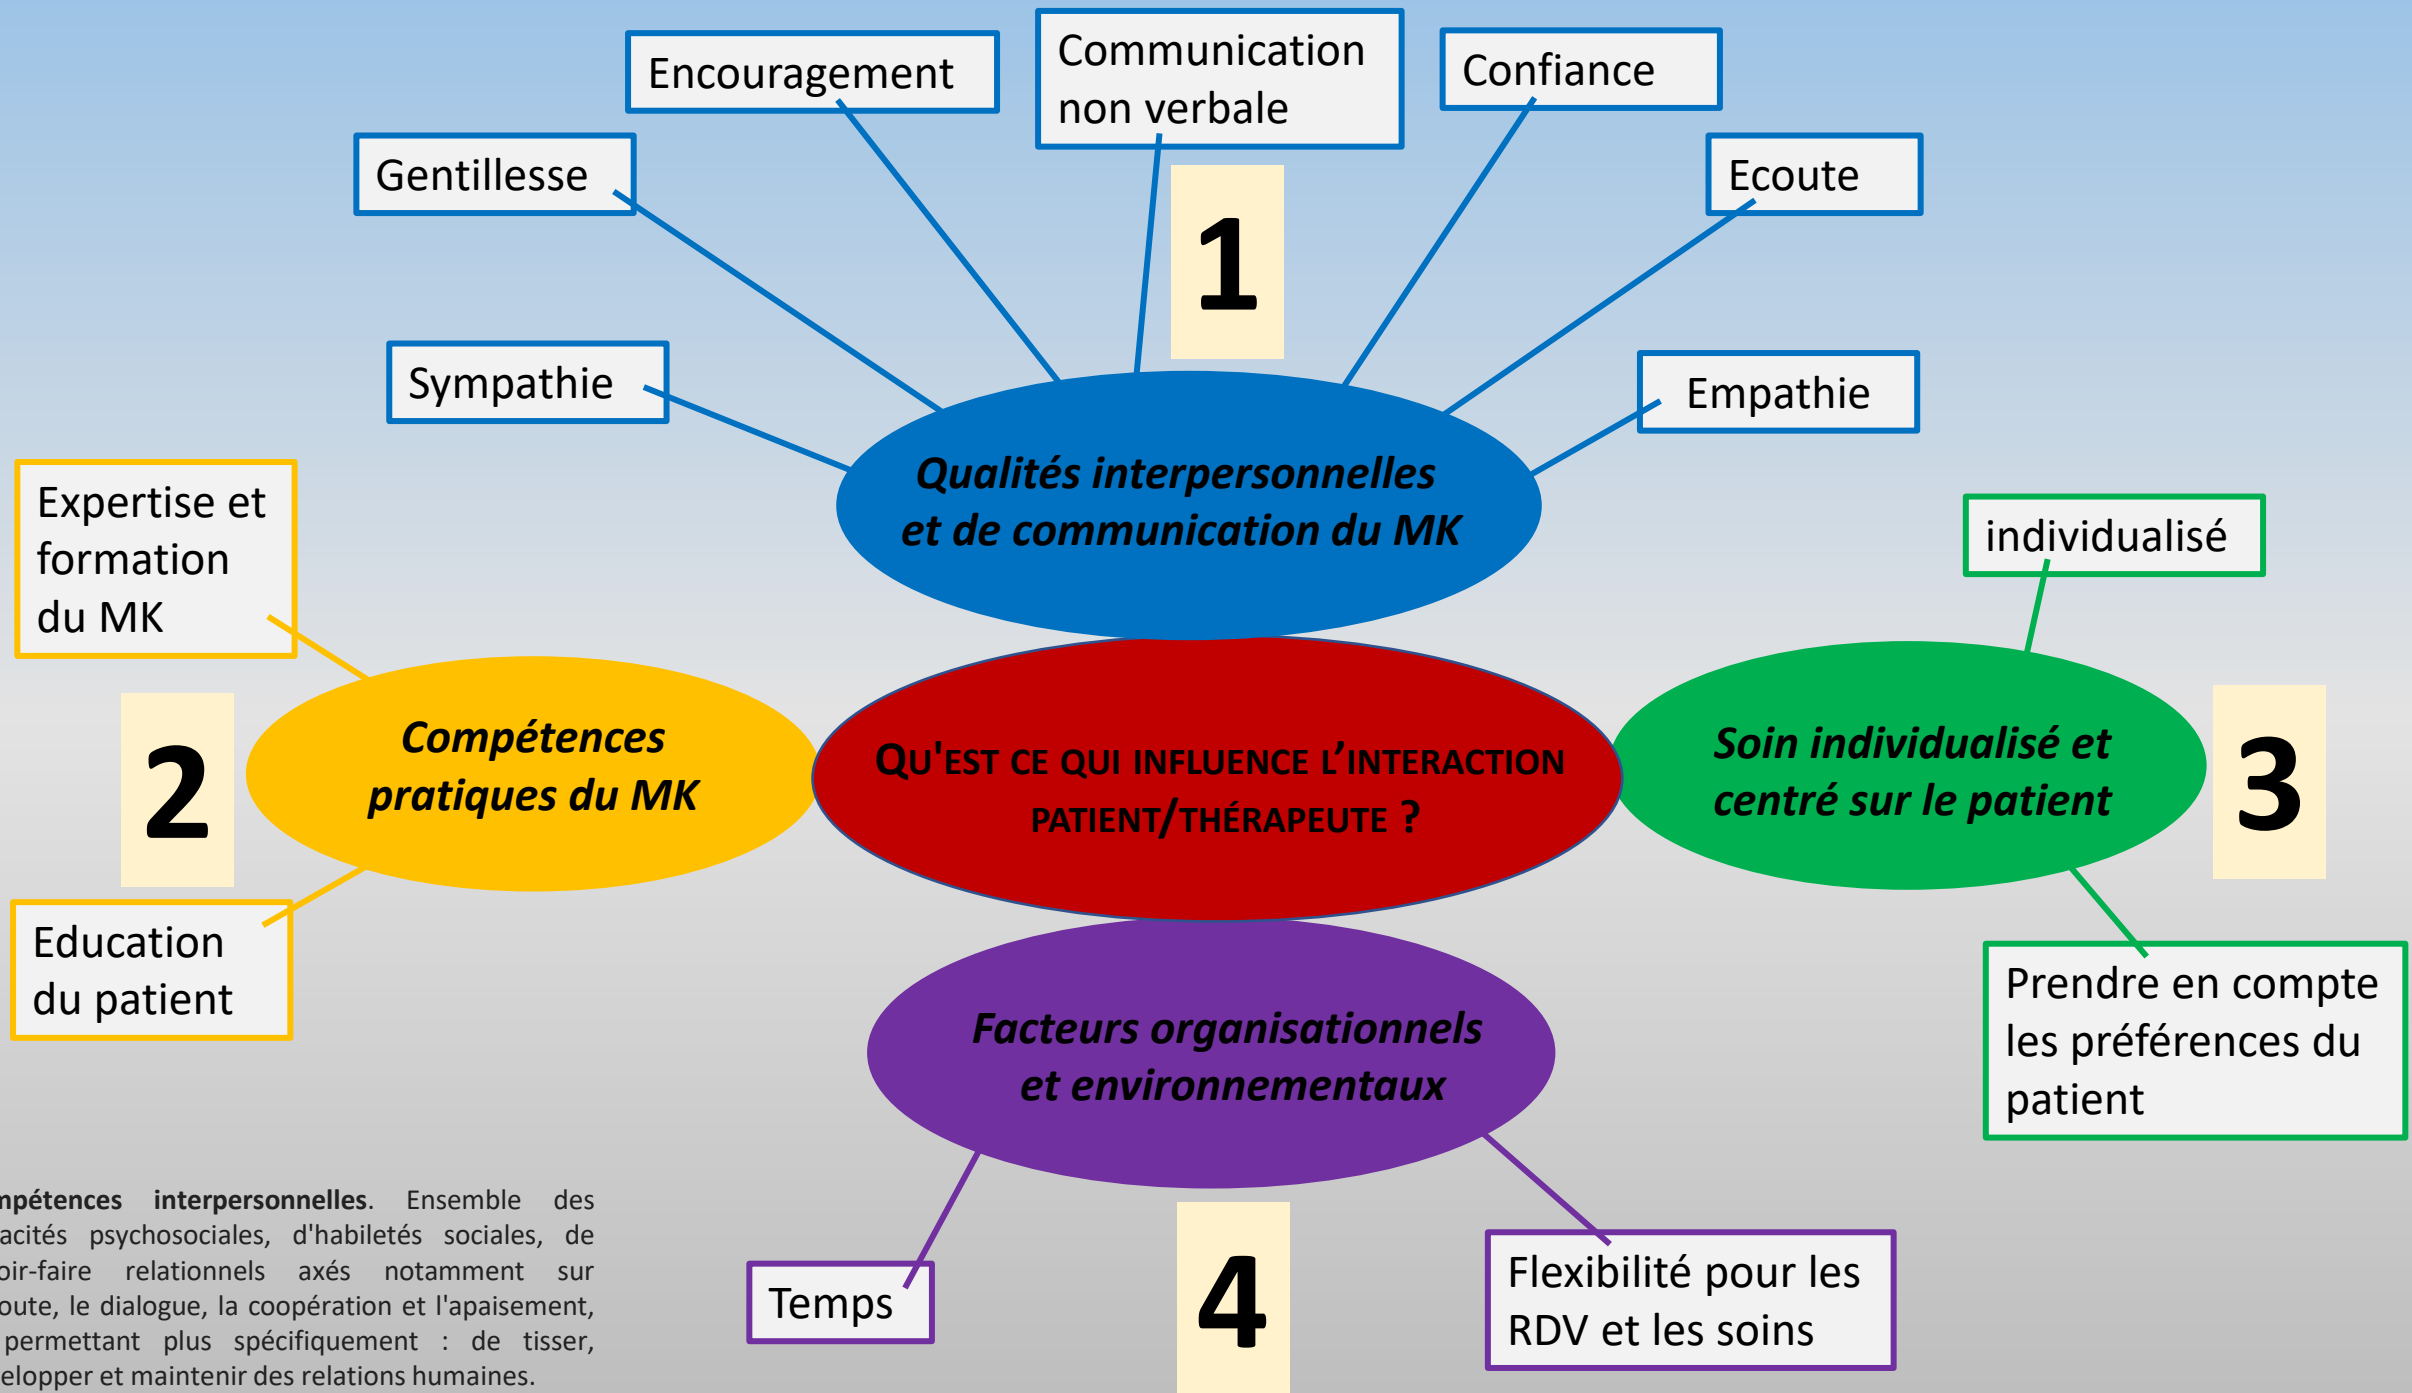 Encouragement
Communication
non verbale
Confiance
Gentillesse
Ecoute
1
Sympathie
Empathie
Qualités interpersonnelles
et de communication du MK
Expertise et
formation
du MK
individualisé
2
Compétences
pratiques du MK
QU'EST CE QUI INFLUENCE L’INTERACTION
PATIENT/THÉRAPEUTE ?
Soin individualisé et
centré sur le patient
3
Education
du patient
Prendre en compte
les préférences du
patient
Facteurs organisationnels
et environnementaux
4
Temps
Flexibilité pour les
RDV et les soins
interpersonnelles. Ensemble des
psychosociales, d'habiletés sociales, de
relationnels axés notamment sur
le dialogue, la coopération et l'apaisement,
permettant plus spécifiquement : de tisser,
et maintenir des relations humaines.